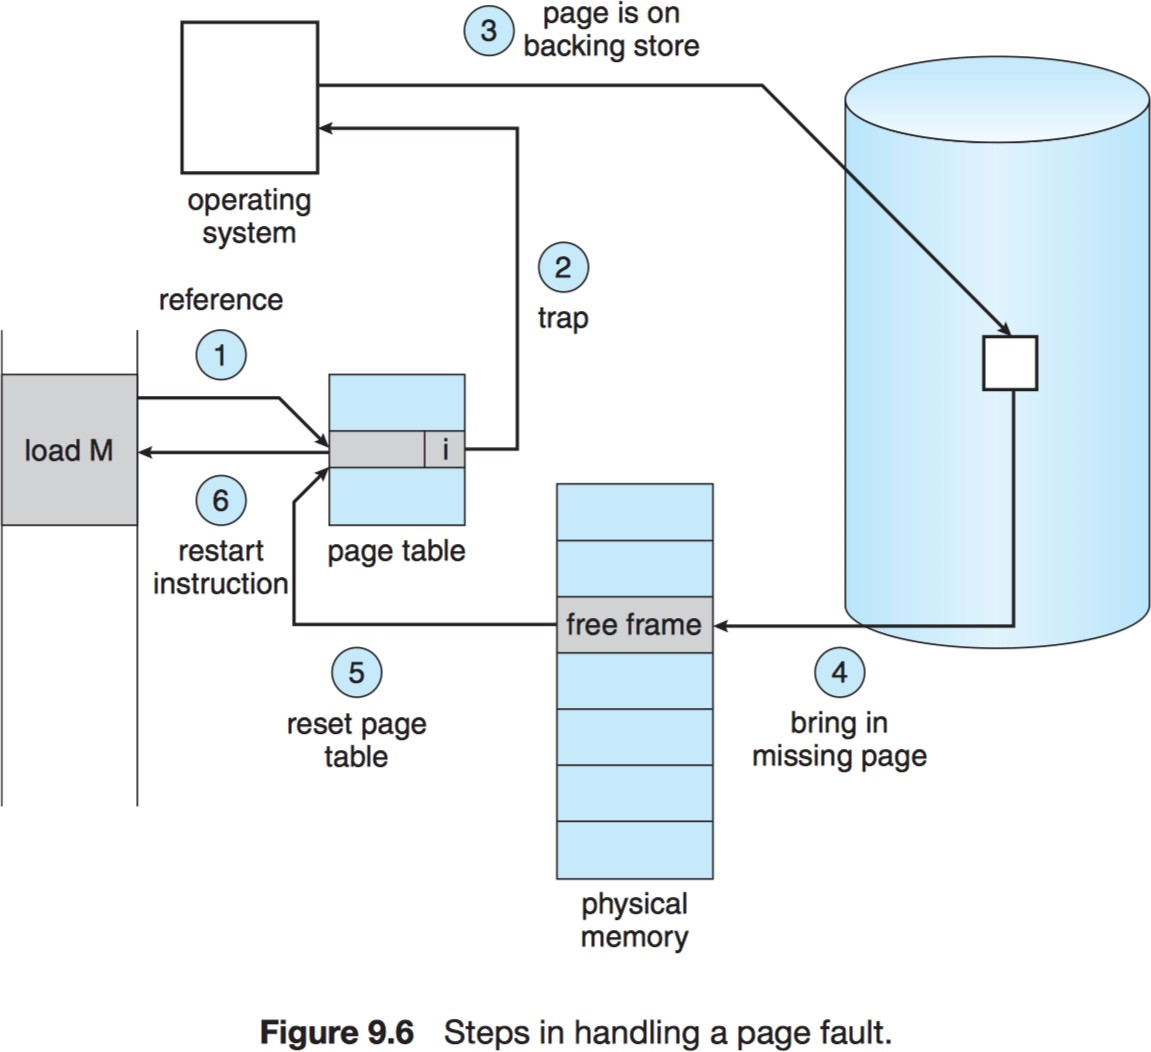 3
page is on
backing store
operating
system
2
trap
reference
1
load M
i
6
restart
instruction
page table
free frame
5
reset page
table
4
bring in
missing page
physical
memory
Figure 9.6 Steps in handling a page fault.